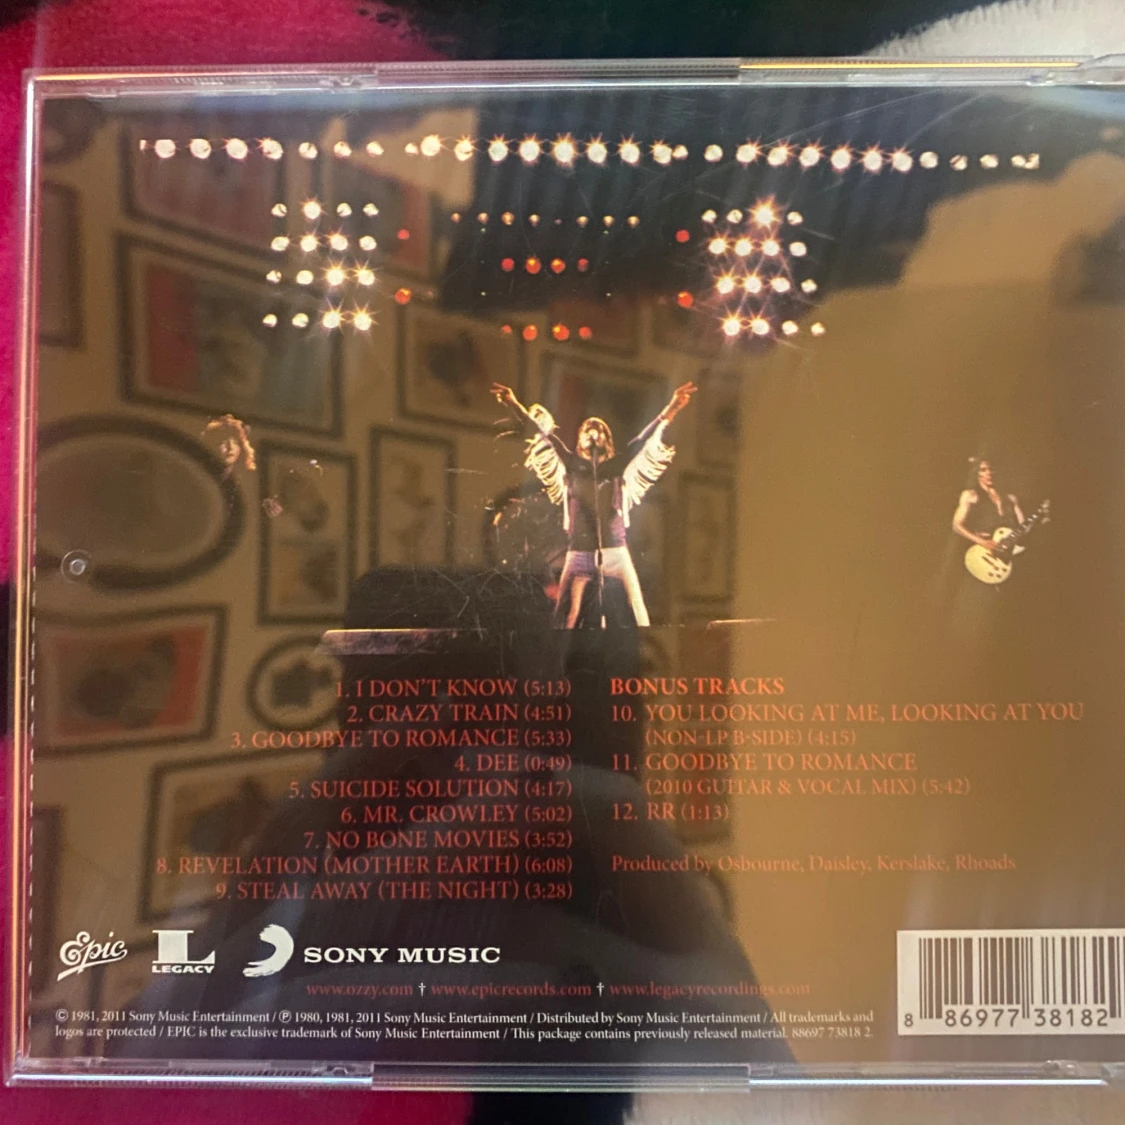 1. I DON'T KNOW (5:13)
2. CRAZY TRAIN (4:51)
3. GOODBYE TO ROMANCE (5:33)
4. DEE (0:49)
5. SUICIDE SOLUTION (4:17)
6. MR. CROWLEY (5:02)
7. NO BONE MOVIES (3:52)
8. REVELATION (MOTHER EARTH) (6:08)
9. STEAL AWAY (THE NIGHT) (3:28)
BONUS TRACKS
10. YOU LOOKING AT ME, LOOKING AT YOU
(NON-LP B-SIDE) (4:15)
11. GOODBYE TO ROMANCE
(2010 GUITAR & VOCAL MIX) (5:42)
12. RR (1:13)
Produced by Osbourne, Daisley, Kerslake, Rhoads
Epic
L
LEGACY
SONY MUSIC
www.ozzy.com † www.epicrecords.com † www.legacyrecordings.com
© 1981, 2011 Sony Music Entertainment / ℗ 1980, 1981, 2011 Sony Music Entertainment / Distributed by Sony Music Entertainment / All trademarks and
logos are protected / EPIC is the exclusive trademark of Sony Music Entertainment / This package contains previously released material. 88697 73818 2
8 86977 38182